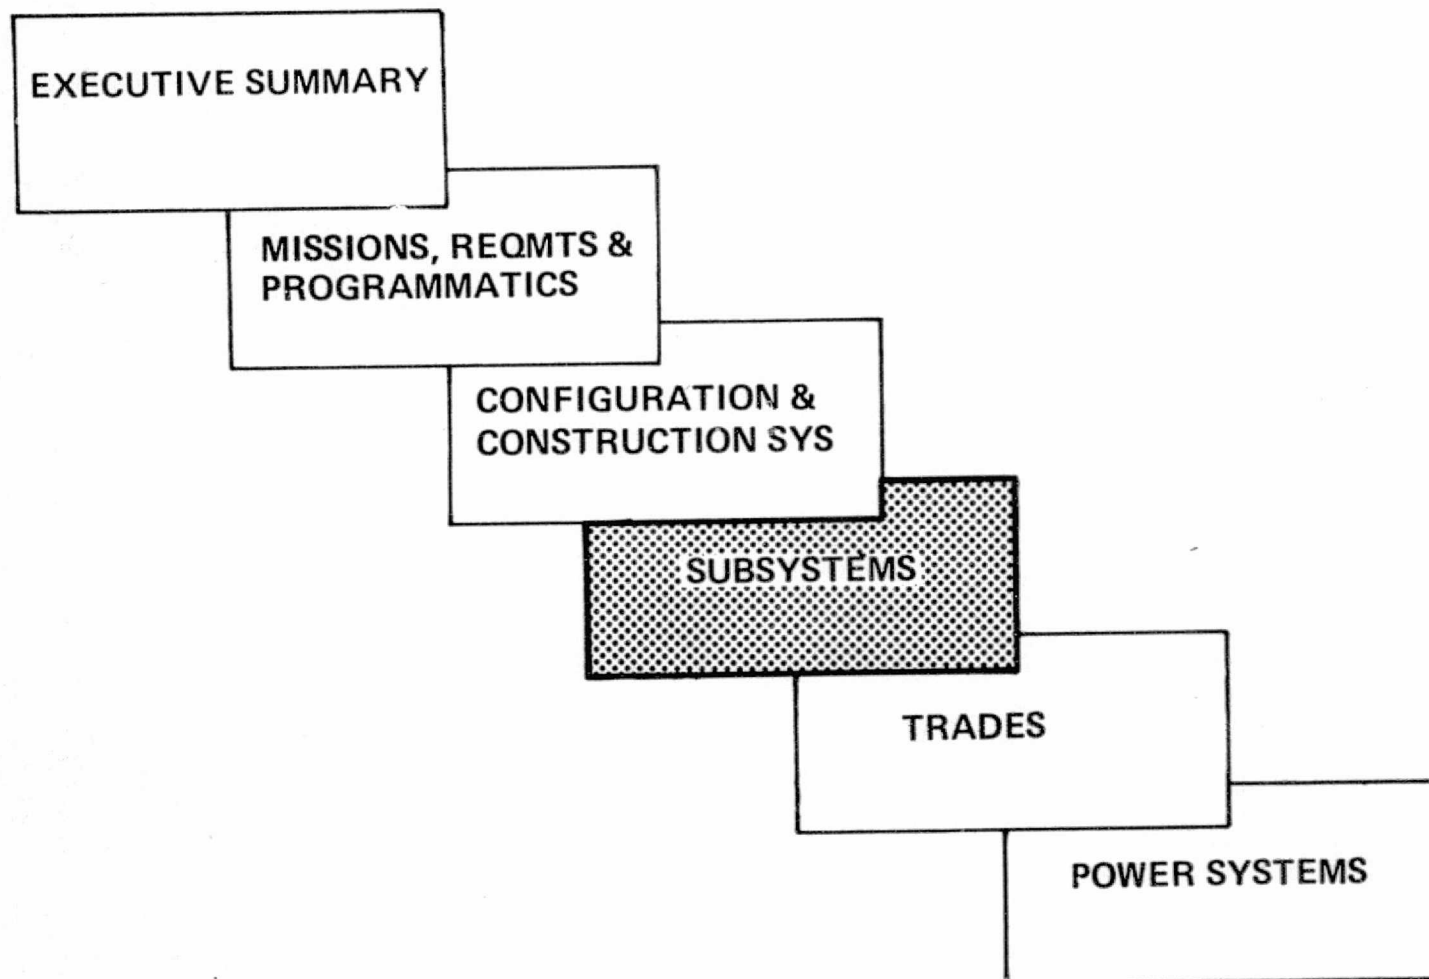 EXECUTIVE SUMMARY
MISSIONS, REQMTS &
PROGRAMMATICS
CONFIGURATION &
CONSTRUCTION SYS
SUBSYSTEMS
TRADES
POWER SYSTEMS